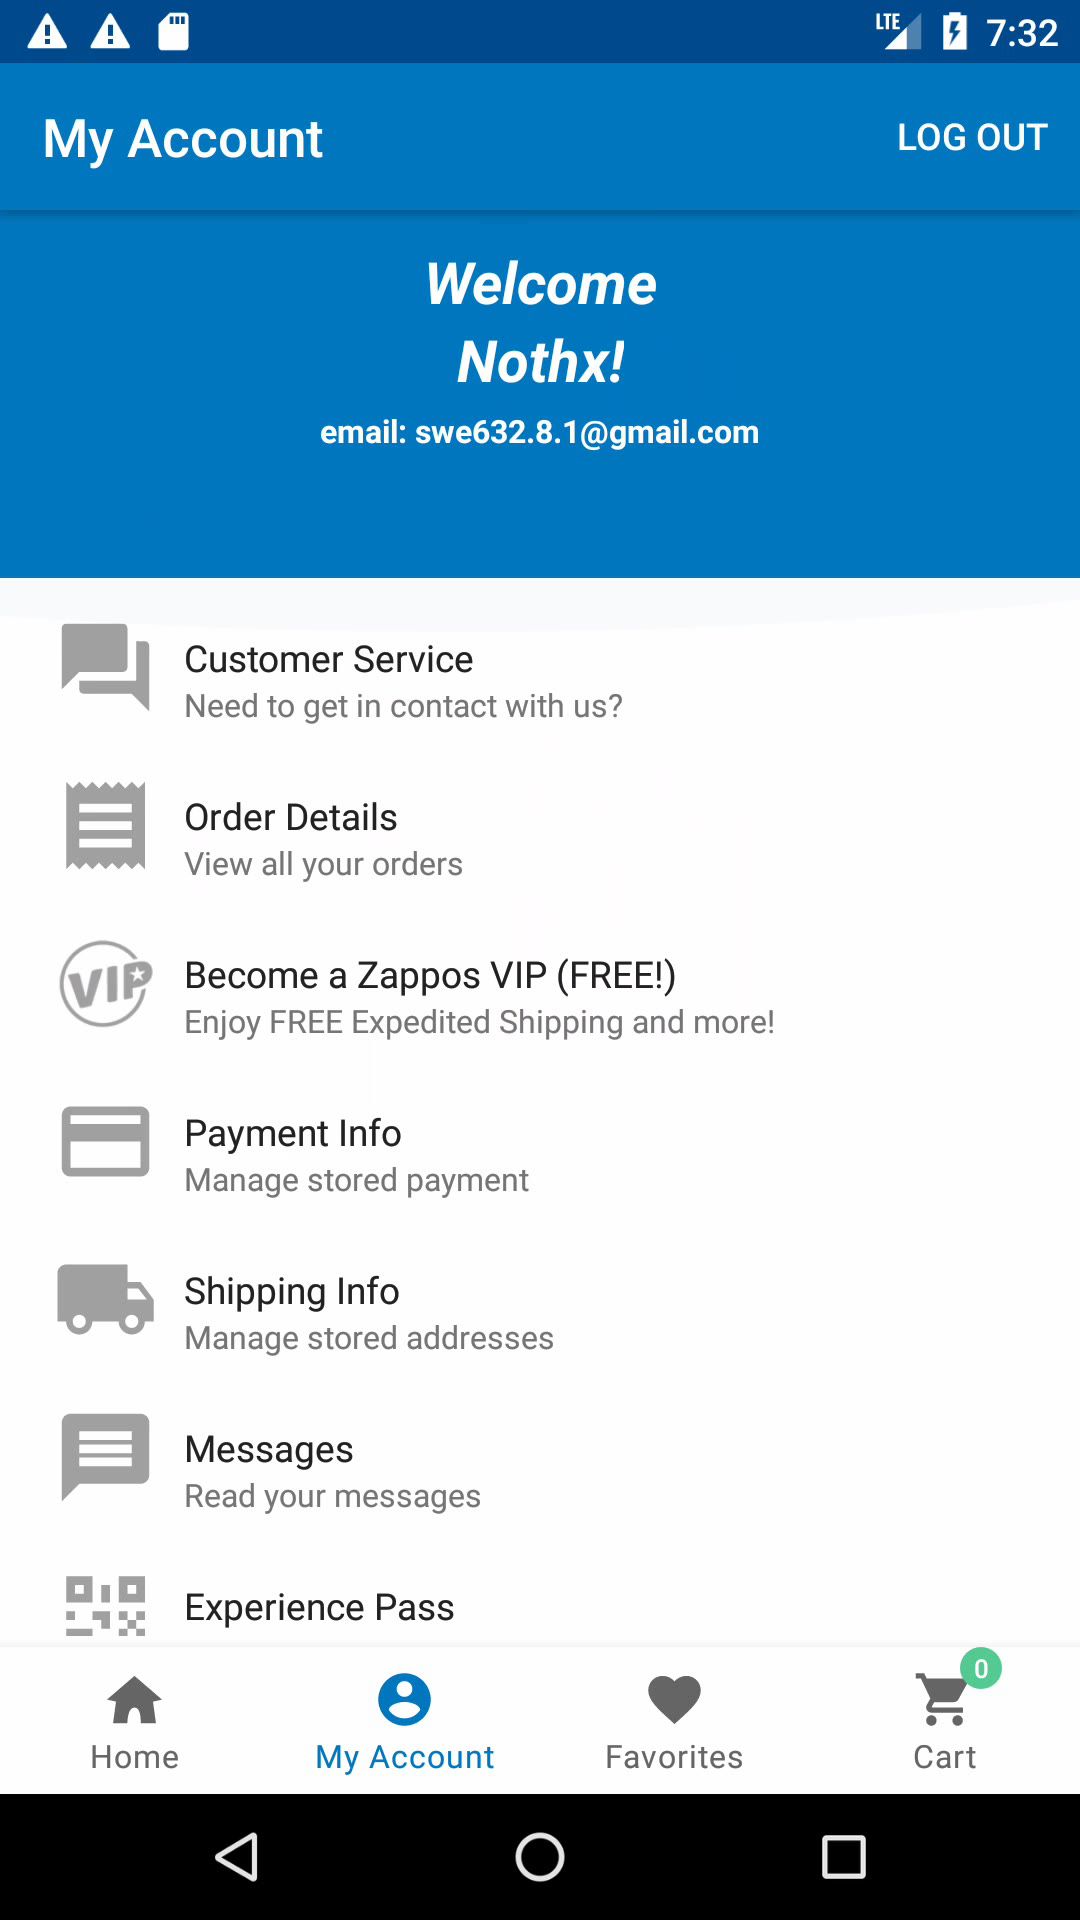 LTE 7:32
My Account LOG OUT
Welcome
Nothx!
email: swe632.8.1@gmail.com
Customer Service
Need to get in contact with us?
Order Details
View all your orders
VIP
Become a Zappos VIP (FREE!)
Enjoy FREE Expedited Shipping and more!
Payment Info
Manage stored payment
Shipping Info
Manage stored addresses
Messages
Read your messages
Experience Pass
0
Home My Account Favorites Cart